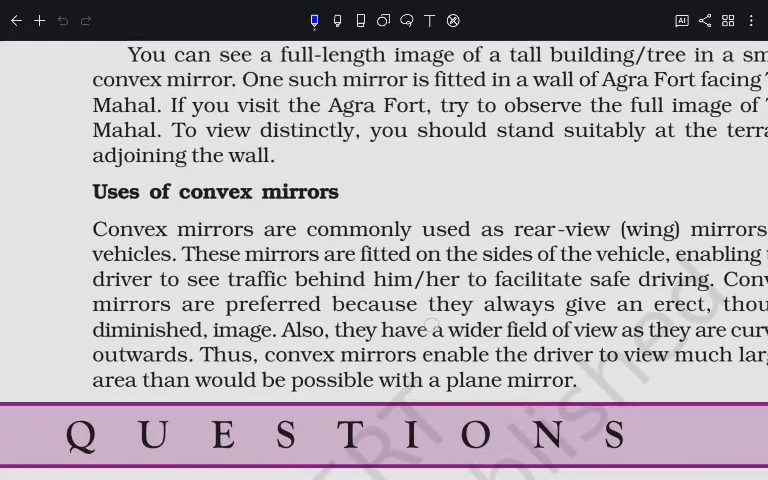 You can see a full-length image of a tall building/tree in a
convex mirror. One such mirror is fitted in a wall of Agra Fort facing
Mahal. If you visit the Agra Fort, try to observe the full image of
Mahal. To view distinctly, you should stand suitably at the
adjoining the wall.
Uses of convex mirrors
Convex mirrors are commonly used as rear-view (wing) mirrors
vehicles. These mirrors are fitted on the sides of the vehicle, enabling
driver to see traffic behind him/her to facilitate safe driving.
mirrors are preferred because they always give an erect,
diminished, image. Also, they have a wider field of view as they are
outwards. Thus, convex mirrors enable the driver to view much
area than would be possible with a plane mirror.
QUESTIONS